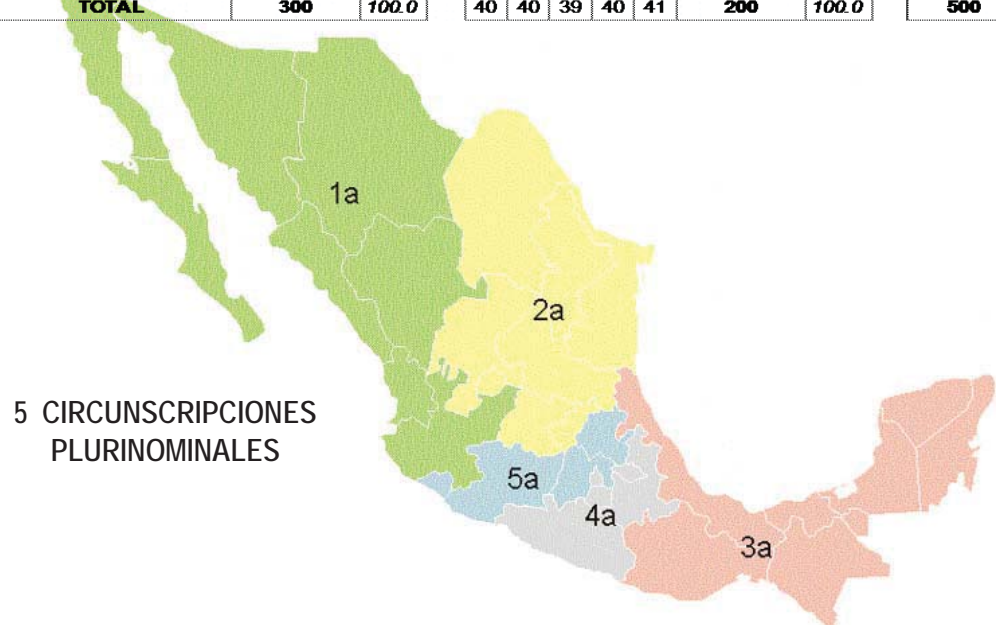 TOTAL 300 100.0 40 40 39 40 41 200 100.0 500
1a
2a
5 CIRCUNSCRIPCIONES
PLURINOMINALES
5a
4a
3a